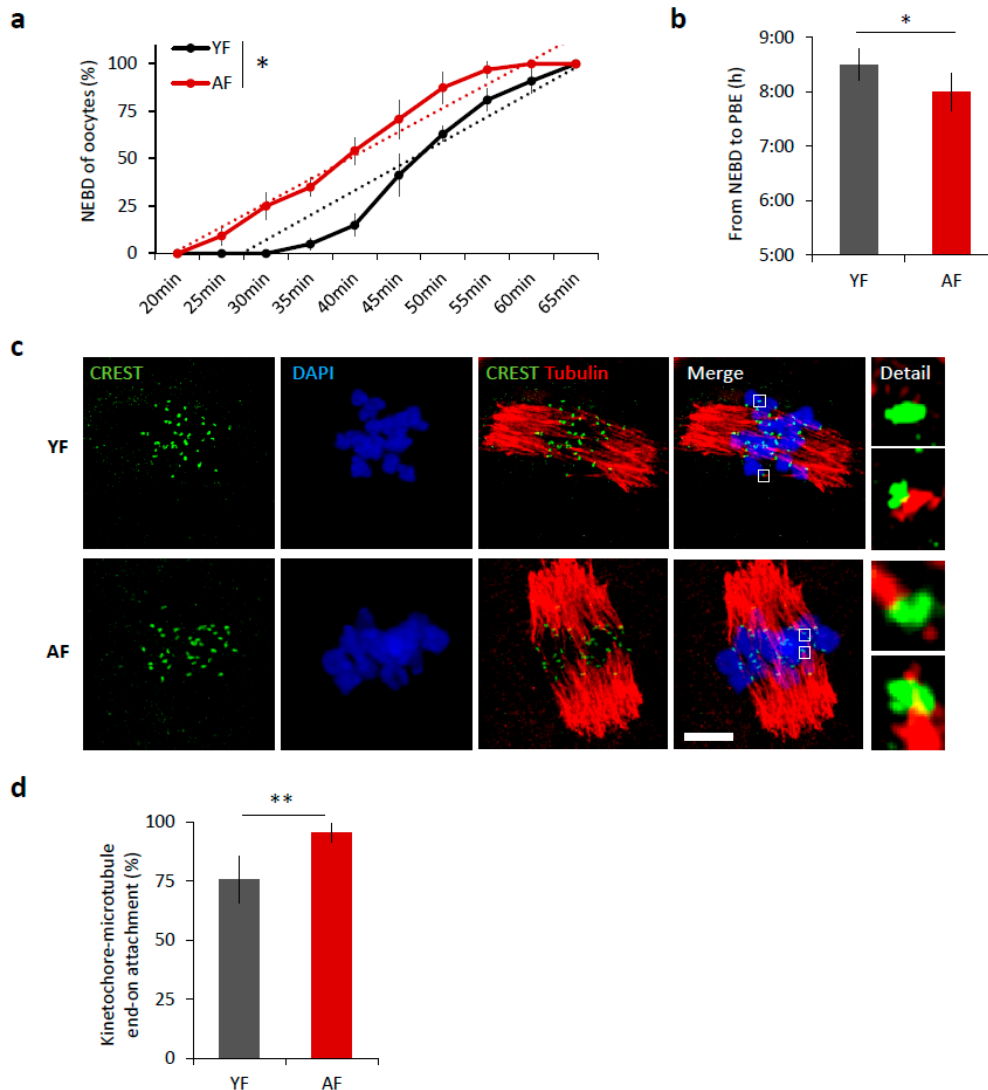 a
NEBD of oocytes (%)
YF
AF
*
100
75
50
25
0
20min
25min
30min
35min
40min
45min
50min
55min
60min
65min
b
From NEBD to PBE (h)
*
9:00
8:00
7:00
6:00
5:00
YF
AF
c
CREST
DAPI
CREST Tubulin
Merge
Detail
YF
AF
d
Kinetochore-microtubule
end-on attachment (%)
**
100
75
50
25
0
YF
AF